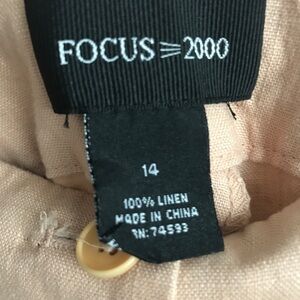 FOCUS 2000
14
100% LINEN
MADE IN CHINA
RN: 74593